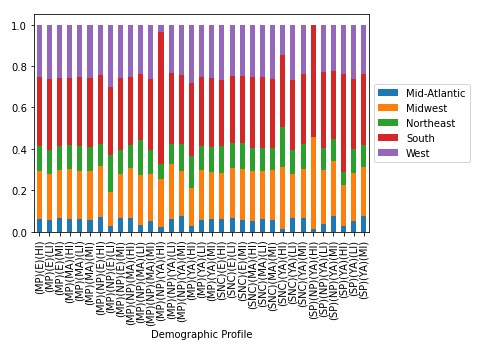 1.0
0.8
0.6
0.4
0.2
0.0
(MP)(E)(HI)
(MP)(E)(LI)
(MP)(E)(MI)
(MP)(MA)(HI)
(MP)(MA)(LI)
(MP)(MA)(MI)
(MP)(NP)(E)(HI)
(MP)(NP)(E)(LI)
(MP)(NP)(E)(MI)
(MP)(NP)(MA)(HI)
(MP)(NP)(MA)(LI)
(MP)(NP)(MA)(MI)
(MP)(NP)(YA)(HI)
(MP)(NP)(YA)(LI)
(MP)(NP)(YA)(MI)
(MP)(YA)(HI)
(MP)(YA)(LI)
(MP)(YA)(MI)
(SNC)(E)(HI)
(SNC)(E)(LI)
(SNC)(E)(MI)
(SNC)(MA)(HI)
(SNC)(MA)(LI)
(SNC)(MA)(MI)
(SNC)(YA)(HI)
(SNC)(YA)(LI)
(SNC)(YA)(MI)
(SP)(NP)(YA)(HI)
(SP)(NP)(YA)(LI)
(SP)(NP)(YA)(MI)
(SP)(YA)(HI)
(SP)(YA)(LI)
(SP)(YA)(MI)
Demographic Profile
Mid-Atlantic
Midwest
Northeast
South
West